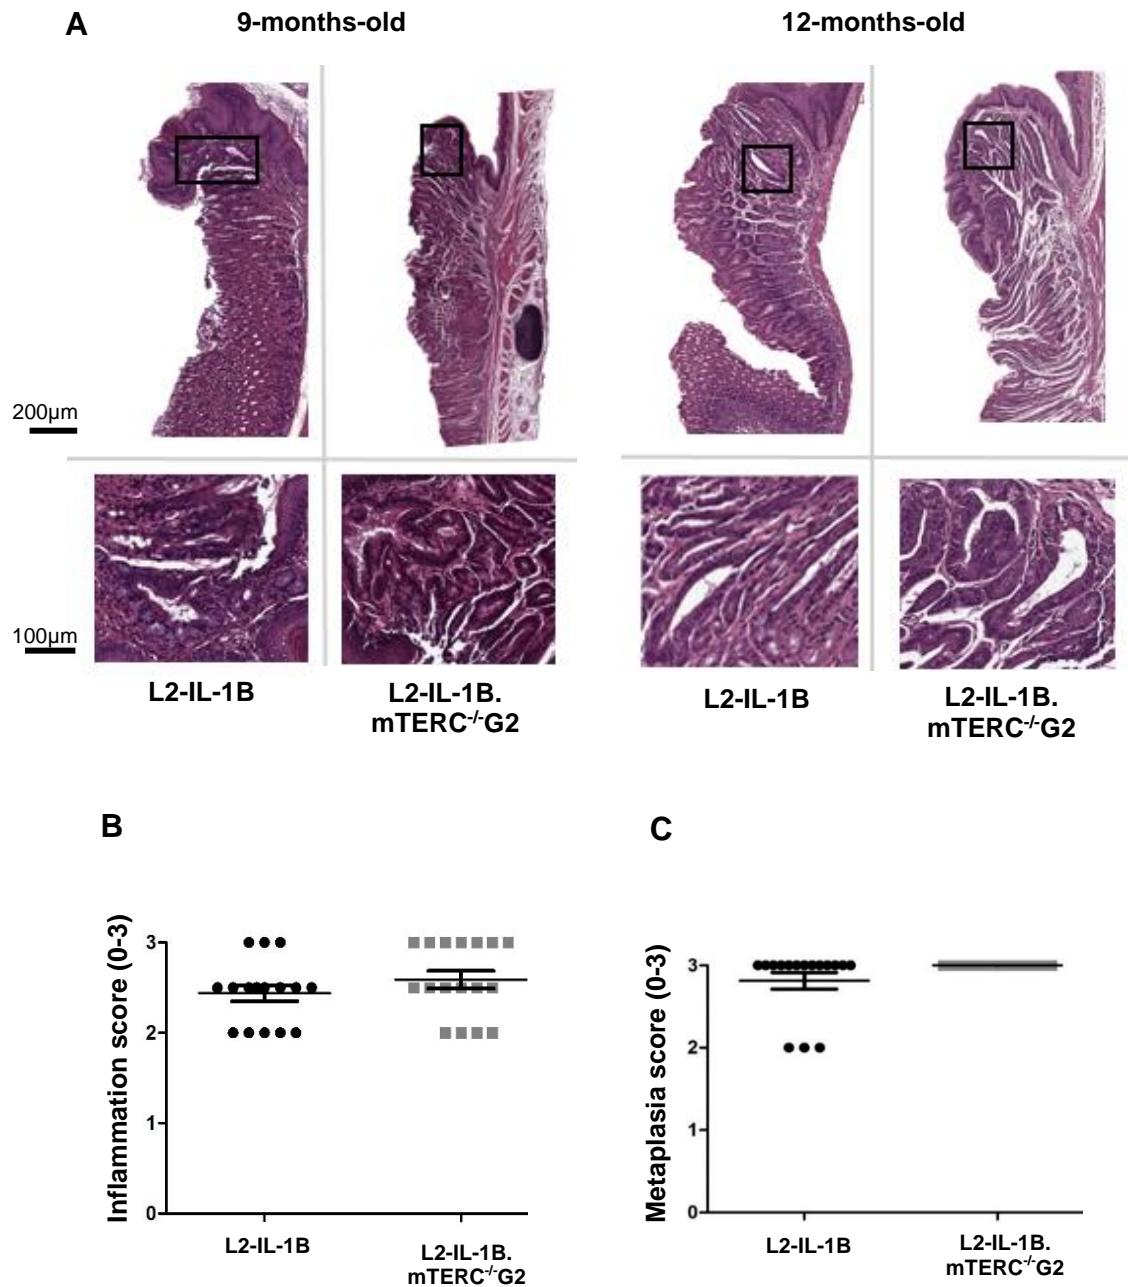 A
9-months-old
12-months-old
200µm
100µm
L2-IL-1B
L2-IL-1B.
mTERC-/-G2
L2-IL-1B
L2-IL-1B.
mTERC-/-G2
B
Inflammation score (0-3)
3
2
1
0
L2-IL-1B
L2-IL-1B.
mTERC-/-G2
C
Metaplasia score (0-3)
3
2
1
0
L2-IL-1B
L2-IL-1B.
mTERC-/-G2